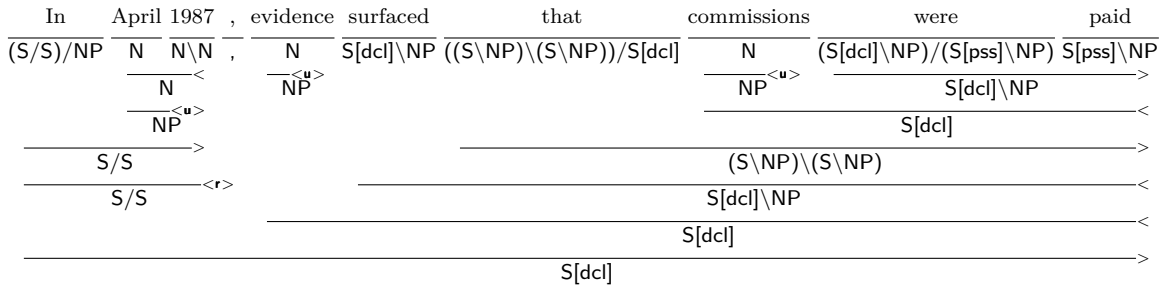 In April 1987 , evidence surfaced that commissions were paid
(S/S)/NP N N\N , N S[dcl]\NP ((S\NP)\(S\NP))/S[dcl] N (S[dcl]\NP)/(S[pss]\NP) S[pss]\NP
< <u> <u> >
N NP NP S[dcl]\NP
<u> <
NP S[dcl]
> >
S/S (S\NP)\(S\NP)
<r> <
S/S S[dcl]\NP
<
S[dcl]
>
S[dcl]